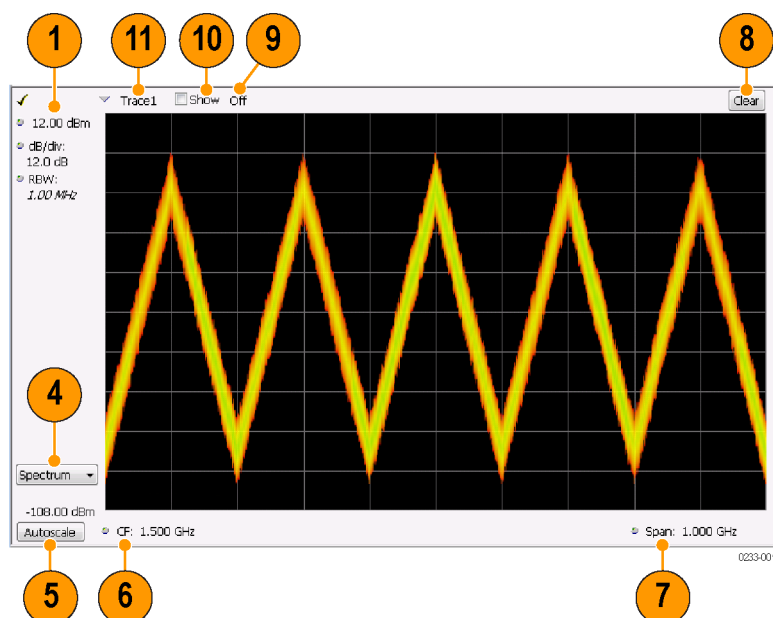 1
11
10
9
8
Trace1
Show
Off
Clear
12.00 dBm
dB/div:
12.0 dB
RBW:
1.00 MHz
4
Spectrum
-108.00 dBm
Autoscale
CF: 1.500 GHz
Span: 1.000 GHz
5
6
7